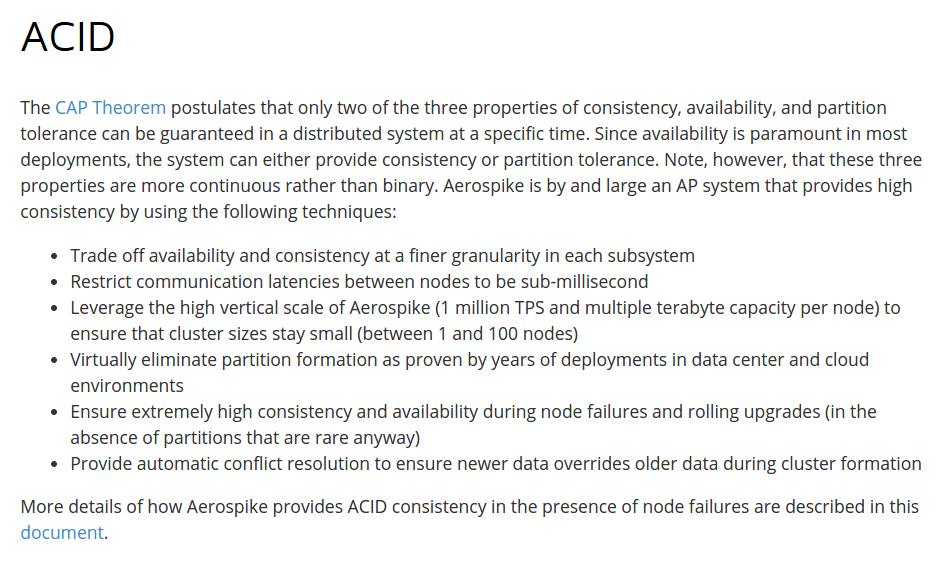 ACID
The CAP Theorem postulates that only two of the three properties of consistency, availability, and partition
tolerance can be guaranteed in a distributed system at a specific time. Since availability is paramount in most
deployments, the system can either provide consistency or partition tolerance. Note, however, that these three
properties are more continuous rather than binary. Aerospike is by and large an AP system that provides high
consistency by using the following techniques:
• Trade off availability and consistency at a finer granularity in each subsystem
• Restrict communication latencies between nodes to be sub-millisecond
• Leverage the high vertical scale of Aerospike (1 million TPS and multiple terabyte capacity per node) to
ensure that cluster sizes stay small (between 1 and 100 nodes)
• Virtually eliminate partition formation as proven by years of deployments in data center and cloud
environments
• Ensure extremely high consistency and availability during node failures and rolling upgrades (in the
absence of partitions that are rare anyway)
• Provide automatic conflict resolution to ensure newer data overrides older data during cluster formation
More details of how Aerospike provides ACID consistency in the presence of node failures are described in this
document.